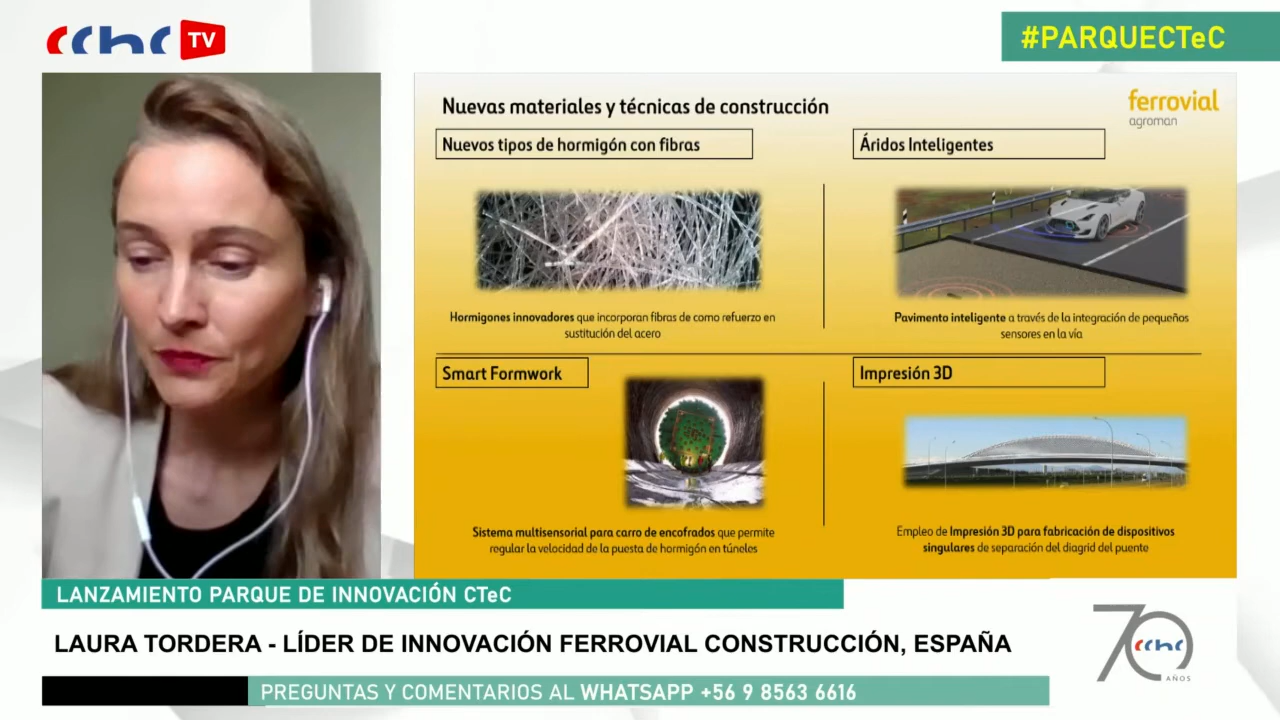 cchc TV
#PARQUECTeC
Nuevas materiales y técnicas de construcción
ferrovial
agroman
Nuevos tipos de hormigón con fibras
Áridos Inteligentes
Hormigones innovadores que incorporan fibras de como refuerzo en
sustitución del acero
Pavimento inteligente a través de la integración de pequeños
sensores en la vía
Smart Formwork
Impresión 3D
Sistema multisensorial para carro de encofrados que permite
regular la velocidad de la puesta de hormigón en túneles
Empleo de Impresión 3D para fabricación de dispositivos
singulares de separación del diagrid del puente
LANZAMIENTO PARQUE DE INNOVACIÓN CTeC
LAURA TORDERA - LÍDER DE INNOVACIÓN FERROVIAL CONSTRUCCIÓN, ESPAÑA
70 cchc
AÑOS
PREGUNTAS Y COMENTARIOS AL WHATSAPP +56 9 8563 6616